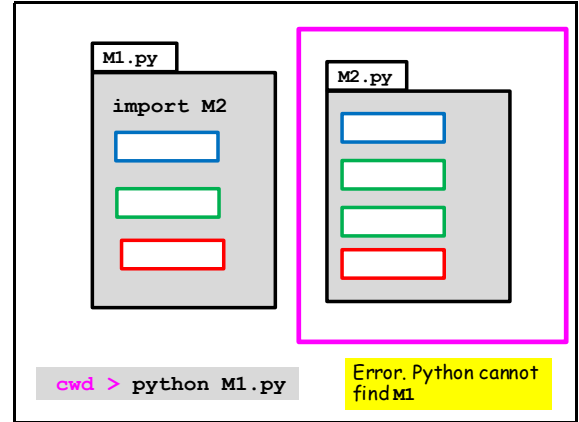 M1.py
import M2
M2.py
cwd > python M1.py
Error. Python cannot
find M1